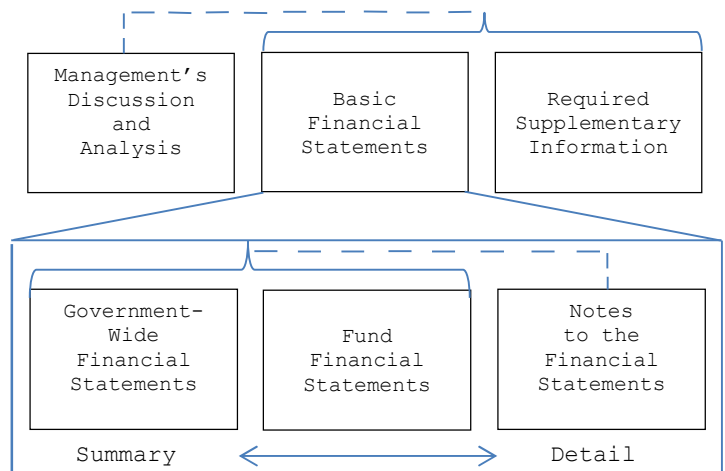 Management's
Discussion
and
Analysis
Basic
Financial
Statements
Required
Supplementary
Information
Government-
Wide
Financial
Statements
Fund
Financial
Statements
Notes
to the
Financial
Statements
Summary
Detail